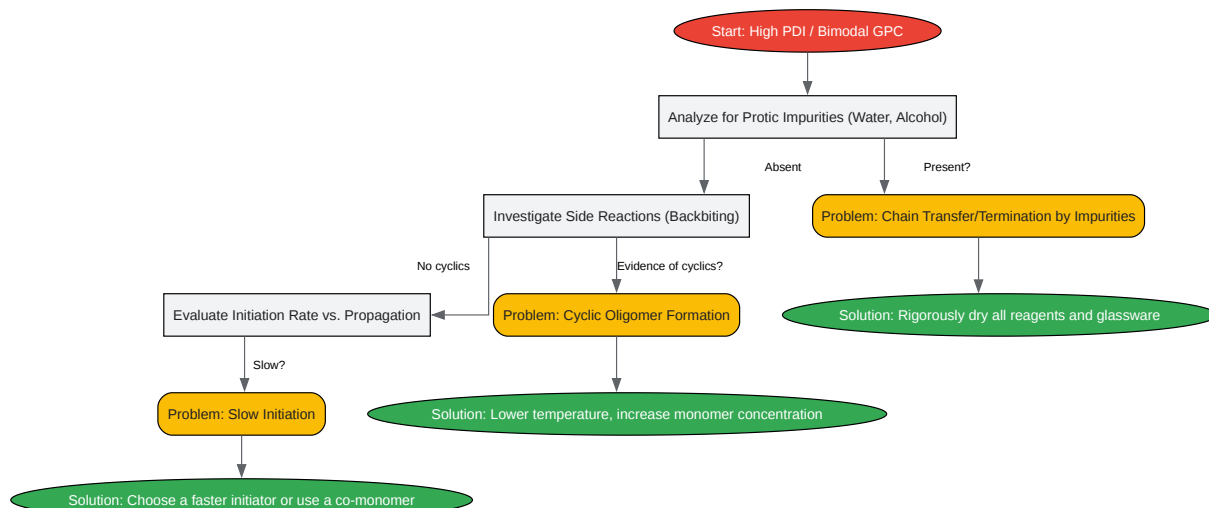 Start: High PDI / Bimodal GPC
Analyze for Protic Impurities (Water, Alcohol)
Absent
Present?
Investigate Side Reactions (Backbiting)
Problem: Chain Transfer/Termination by Impurities
No cyclics
Evidence of cyclics?
Evaluate Initiation Rate vs. Propagation
Problem: Cyclic Oligomer Formation
Solution: Rigorously dry all reagents and glassware
Slow?
Problem: Slow Initiation
Solution: Lower temperature, increase monomer concentration
Solution: Choose a faster initiator or use a co-monomer